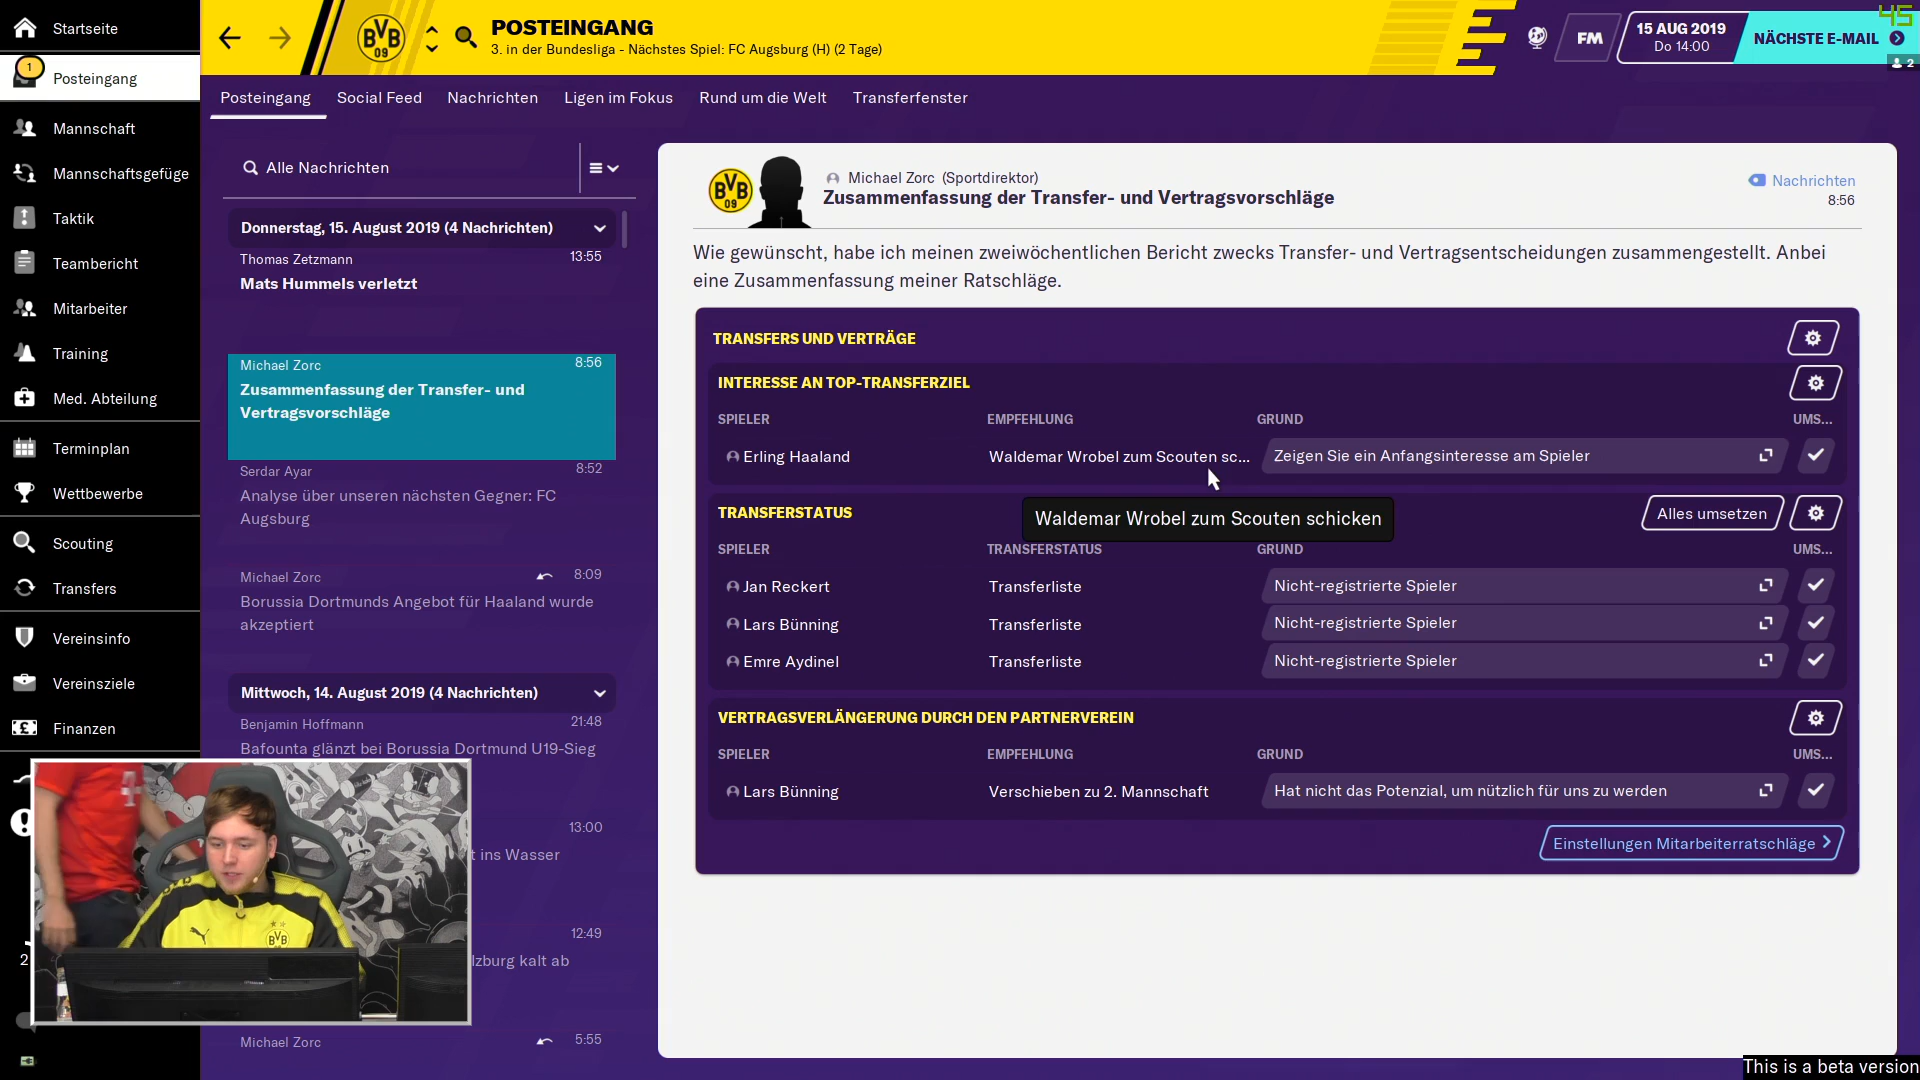 Startseite
1
Posteingang
Mannschaft
Mannschaftsgefüge
Taktik
Teambericht
Mitarbeiter
Training
Med. Abteilung
Terminplan
Wettbewerbe
Scouting
Transfers
Vereinsinfo
Vereinsziele
Finanzen
2
BVB 09
POSTEINGANG
3. in der Bundesliga - Nächstes Spiel: FC Augsburg (H) (2 Tage)
FM
15 AUG 2019
Do 14:00
NÄCHSTE E-MAIL
45
2
Posteingang
Social Feed
Nachrichten
Ligen im Fokus
Rund um die Welt
Transferfenster
Alle Nachrichten
Donnerstag, 15. August 2019 (4 Nachrichten)
Thomas Zetzmann 13:55
Mats Hummels verletzt
Michael Zorc 8:56
Zusammenfassung der Transfer- und
Vertragsvorschläge
Serdar Ayar 8:52
Analyse über unseren nächsten Gegner: FC
Augsburg
Michael Zorc 8:09
Borussia Dortmunds Angebot für Haaland wurde
akzeptiert
Mittwoch, 14. August 2019 (4 Nachrichten)
Benjamin Hoffmann 21:48
Bafounta glänzt bei Borussia Dortmund U19-Sieg
13:00
t ins Wasser
12:49
lzburg kalt ab
Michael Zorc 5:55
BVB
BVB 09
Michael Zorc (Sportdirektor)
Zusammenfassung der Transfer- und Vertragsvorschläge
Nachrichten
8:56
Wie gewünscht, habe ich meinen zweiwöchentlichen Bericht zwecks Transfer- und Vertragsentscheidungen zusammengestellt. Anbei
eine Zusammenfassung meiner Ratschläge.
TRANSFERS UND VERTRÄGE
INTERESSE AN TOP-TRANSFERZIEL
SPIELER EMPFEHLUNG GRUND UMS...
Erling Haaland Waldemar Wrobel zum Scouten sc... Zeigen Sie ein Anfangsinteresse am Spieler
Waldemar Wrobel zum Scouten schicken
TRANSFERSTATUS Alles umsetzen
SPIELER TRANSFERSTATUS GRUND UMS...
Jan Reckert Transferliste Nicht-registrierte Spieler
Lars Bünning Transferliste Nicht-registrierte Spieler
Emre Aydinel Transferliste Nicht-registrierte Spieler
VERTRAGSVERLÄNGERUNG DURCH DEN PARTNERVEREIN
SPIELER EMPFEHLUNG GRUND UMS...
Lars Bünning Verschieben zu 2. Mannschaft Hat nicht das Potenzial, um nützlich für uns zu werden
Einstellungen Mitarbeiterratschläge
This is a beta version